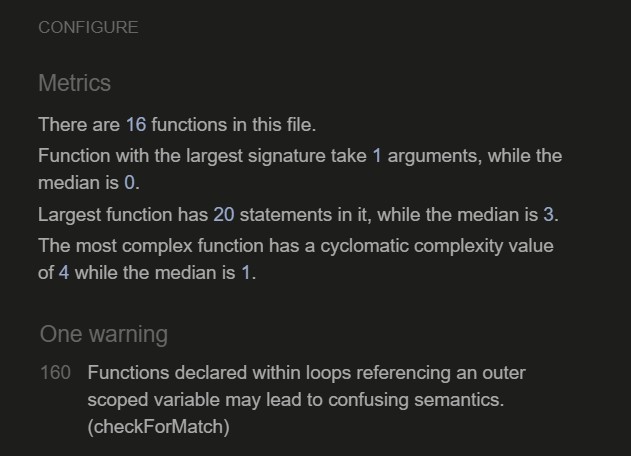 CONFIGURE
Metrics
There are 16 functions in this file.
Function with the largest signature take 1 arguments, while the
median is 0.
Largest function has 20 statements in it, while the median is 3.
The most complex function has a cyclomatic complexity value
of 4 while the median is 1.
One warning
160 Functions declared within loops referencing an outer
scoped variable may lead to confusing semantics.
(checkForMatch)